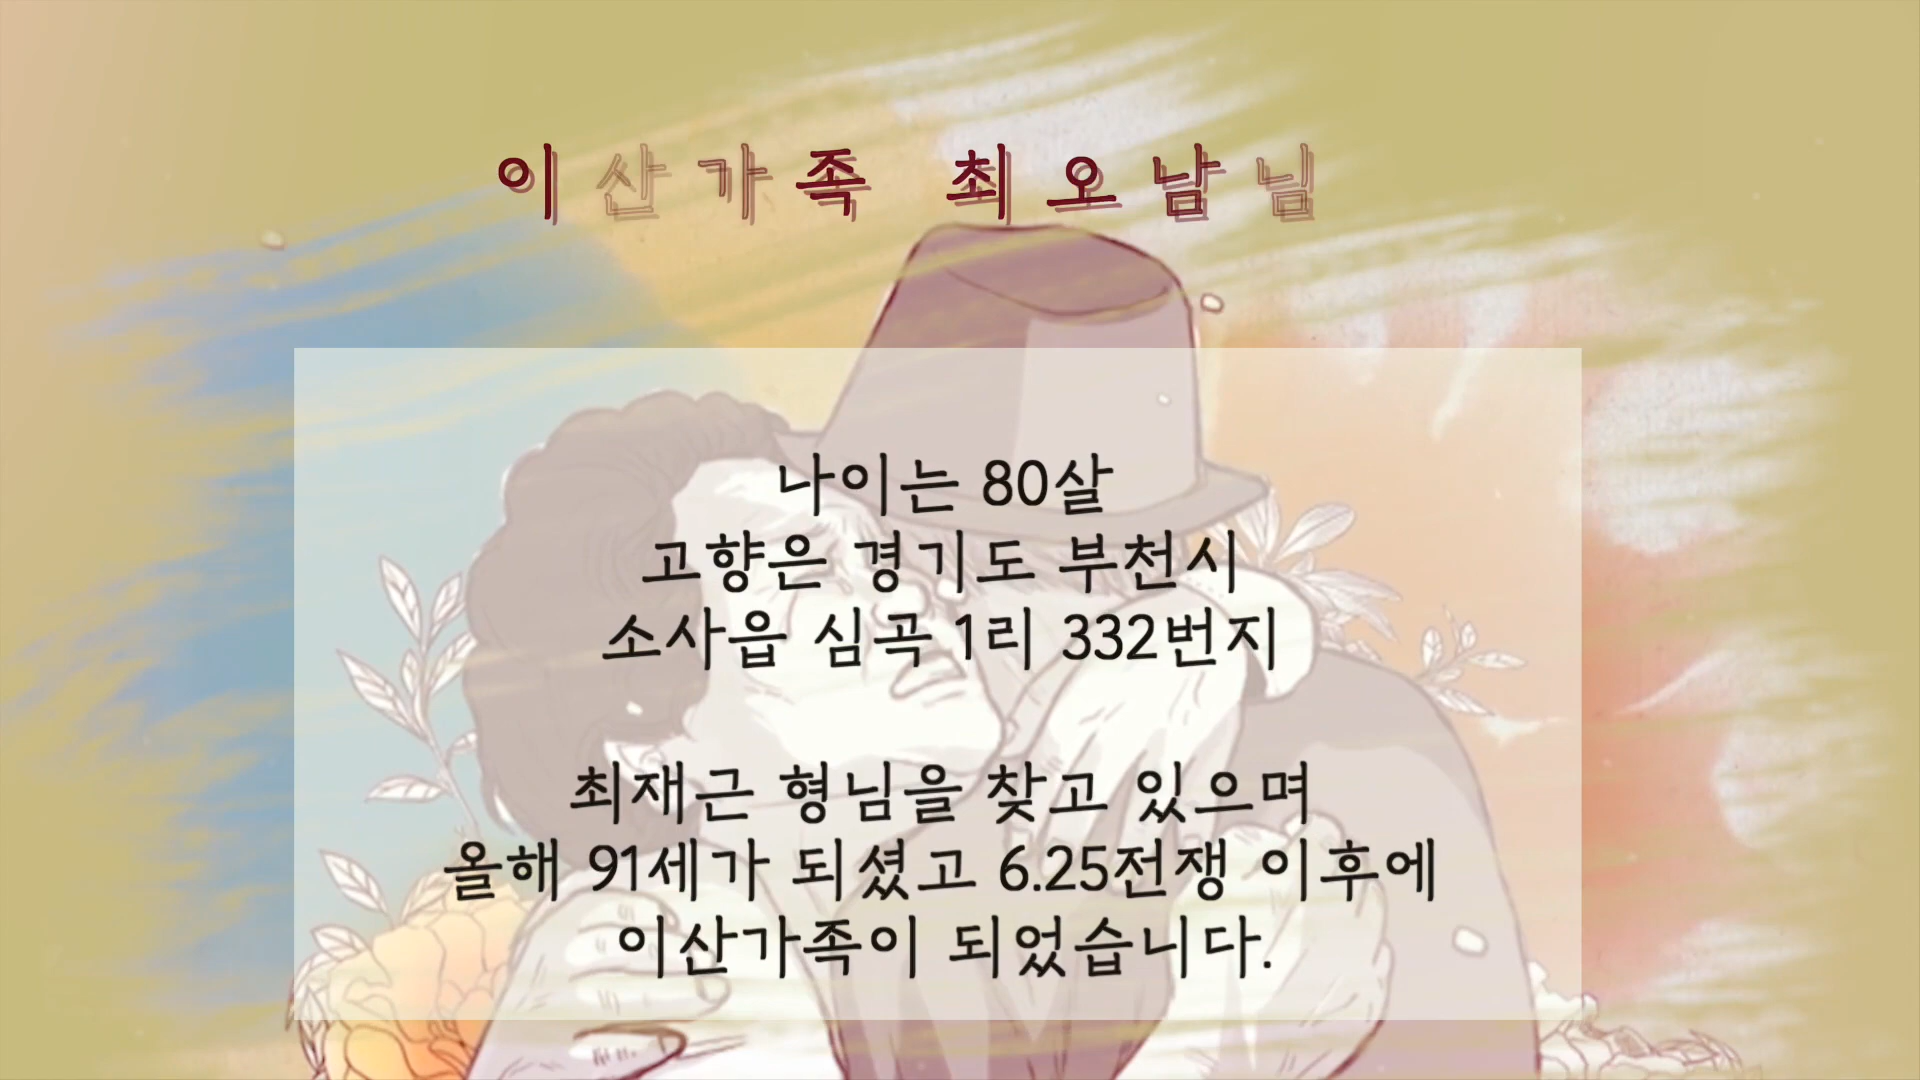 이산가족 최오남님
나이는 80살
고향은 경기도 부천시
소사읍 심곡 1리 332번지
최재근 형님을 찾고 있으며
올해 91세가 되셨고 6.25전쟁 이후에
이산가족이 되었습니다.